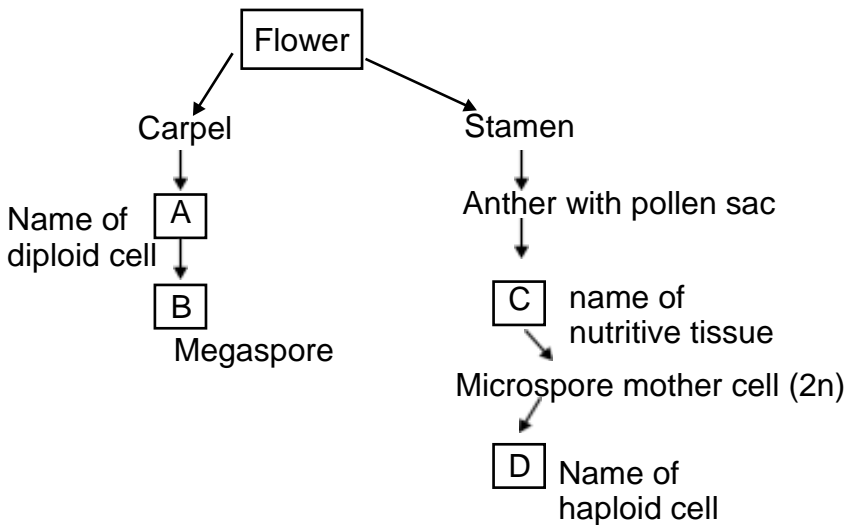 Flower
Carpel
Stamen
Name of
diploid cell
A
Anther with pollen sac
B
Megaspore
C
name of
nutritive tissue
Microspore mother cell (2n)
D
Name of
haploid cell